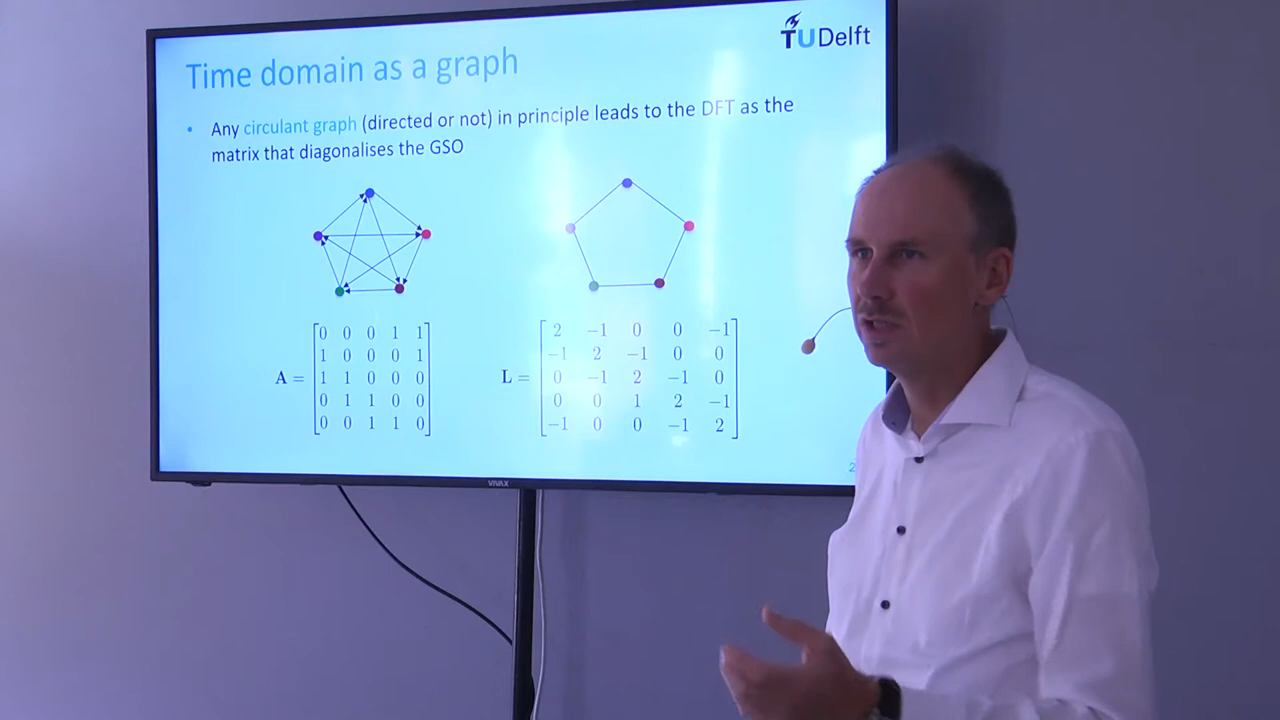 TU Delft
Time domain as a graph
• Any circulant graph (directed or not) in principle leads to the DFT as the
matrix that diagonalises the GSO
A = [0 0 0 1 1
1 0 0 0 1
1 1 0 0 0
0 1 1 0 0
0 0 1 1 0]
L = [2 −1 0 0 −1
−1 2 −1 0 0
0 −1 2 −1 0
0 0 1 2 −1
−1 0 0 −1 2]
2
VIVAX